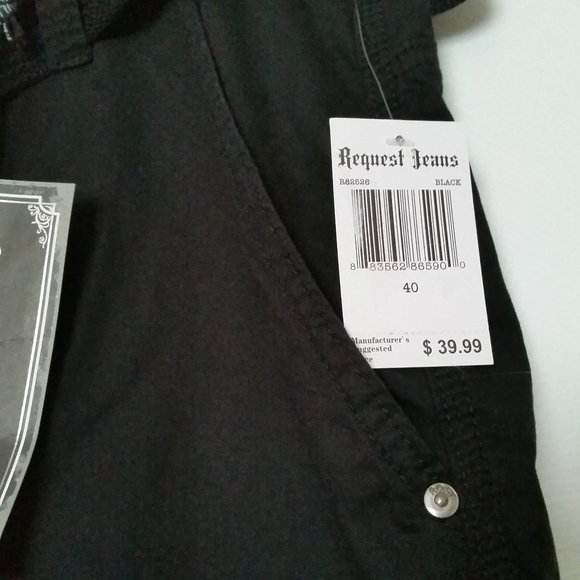 Request Jeans
R82526 BLACK
8 83562 86590 0
40
Manufacturer's
Suggested
$ 39.99